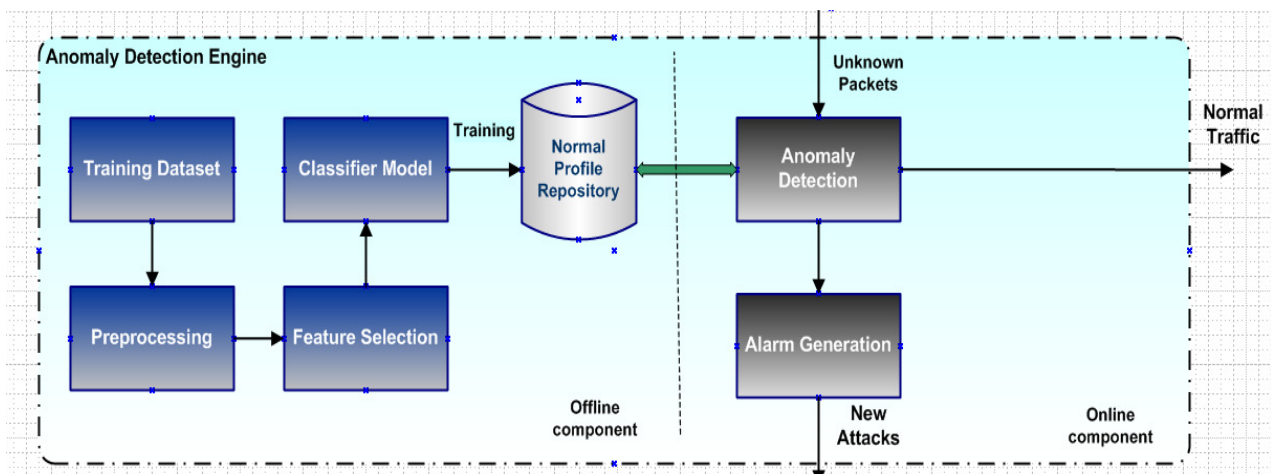 Anomaly Detection Engine
Training Dataset
Preprocessing
Feature Selection
Classifier Model
Training
Normal
Profile
Repository
Offline
component
Unknown
Packets
Anomaly
Detection
Normal
Traffic
Alarm Generation
New
Attacks
Online
component